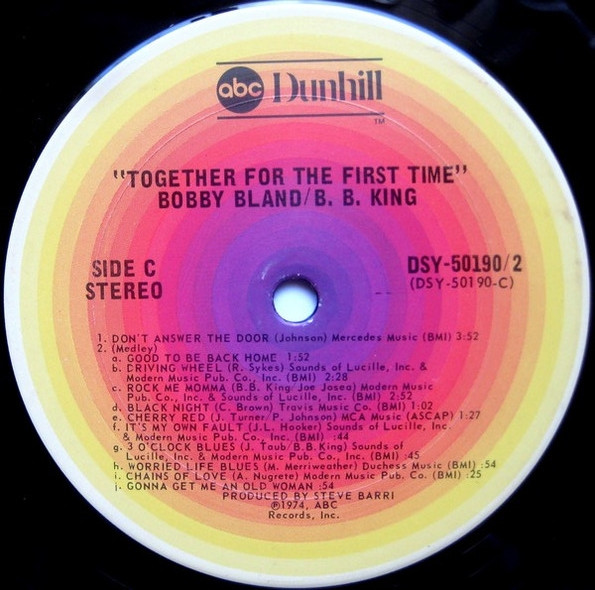 abc Dunhill
TM
"TOGETHER FOR THE FIRST TIME"
BOBBY BLAND/B. B. KING
SIDE C
STEREO
DSY-50190/2
(DSY-50190-C)
1. DON'T ANSWER THE DOOR (Johnson) Mercedes Music (BMI) 3:52
2. (Medley)
a. GOOD TO BE BACK HOME 1:52
b. DRIVING WHEEL (R. Sykes) Sounds of Lucille, Inc. &
Modern Music Pub. Co., Inc. (BMI) 2:28
c. ROCK ME MOMMA (B.B. King Joe Josea) Modern Music
Pub. Co., Inc. & Sounds of Lucille, Inc. (BMI) 2:52
d. BLACK NIGHT (C. Brown) Travis Music Co. (BMI) 1:02
e. CHERRY RED (J. Turner/P. Johnson) MCA Music (ASCAP) 1:27
f. IT'S MY OWN FAULT (J.L. Hooker) Sounds of Lucille, Inc.
& Modern Music Pub. Co., Inc. (BMI) :44
g. 3 O'CLOCK BLUES (J. Taub/B.B.King) Sounds of
Lucille, Inc. & Modern Music Pub. Co., Inc. (BMI) :45
h. WORRIED LIFE BLUES (M. Merriweather) Duchess Music (BMI) :54
i. CHAINS OF LOVE (A. Nugrete) Modern Music Pub. Co., Inc. (BMI) :25
j. GONNA GET ME AN OLD WOMAN :54
PRODUCED BY STEVE BARRI
℗1974, ABC
Records, Inc.